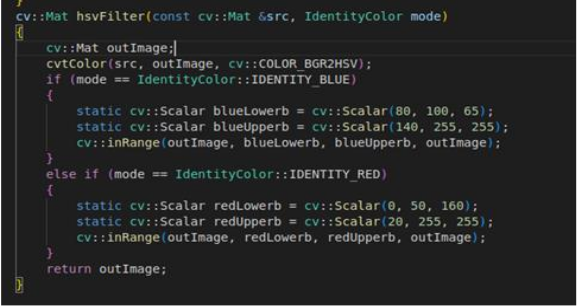 }
cv::Mat hsvFilter(const cv::Mat &src, IdentityColor mode)
{
    cv::Mat outImage;
    cvtColor(src, outImage, cv::COLOR_BGR2HSV);
    if (mode == IdentityColor::IDENTITY_BLUE)
    {
        static cv::Scalar blueLowerb = cv::Scalar(80, 100, 65);
        static cv::Scalar blueUpperb = cv::Scalar(140, 255, 255);
        cv::inRange(outImage, blueLowerb, blueUpperb, outImage);
    }
    else if (mode == IdentityColor::IDENTITY_RED)
    {
        static cv::Scalar redLowerb = cv::Scalar(0, 50, 160);
        static cv::Scalar redUpperb = cv::Scalar(20, 255, 255);
        cv::inRange(outImage, redLowerb, redUpperb, outImage);
    }
    return outImage;
}